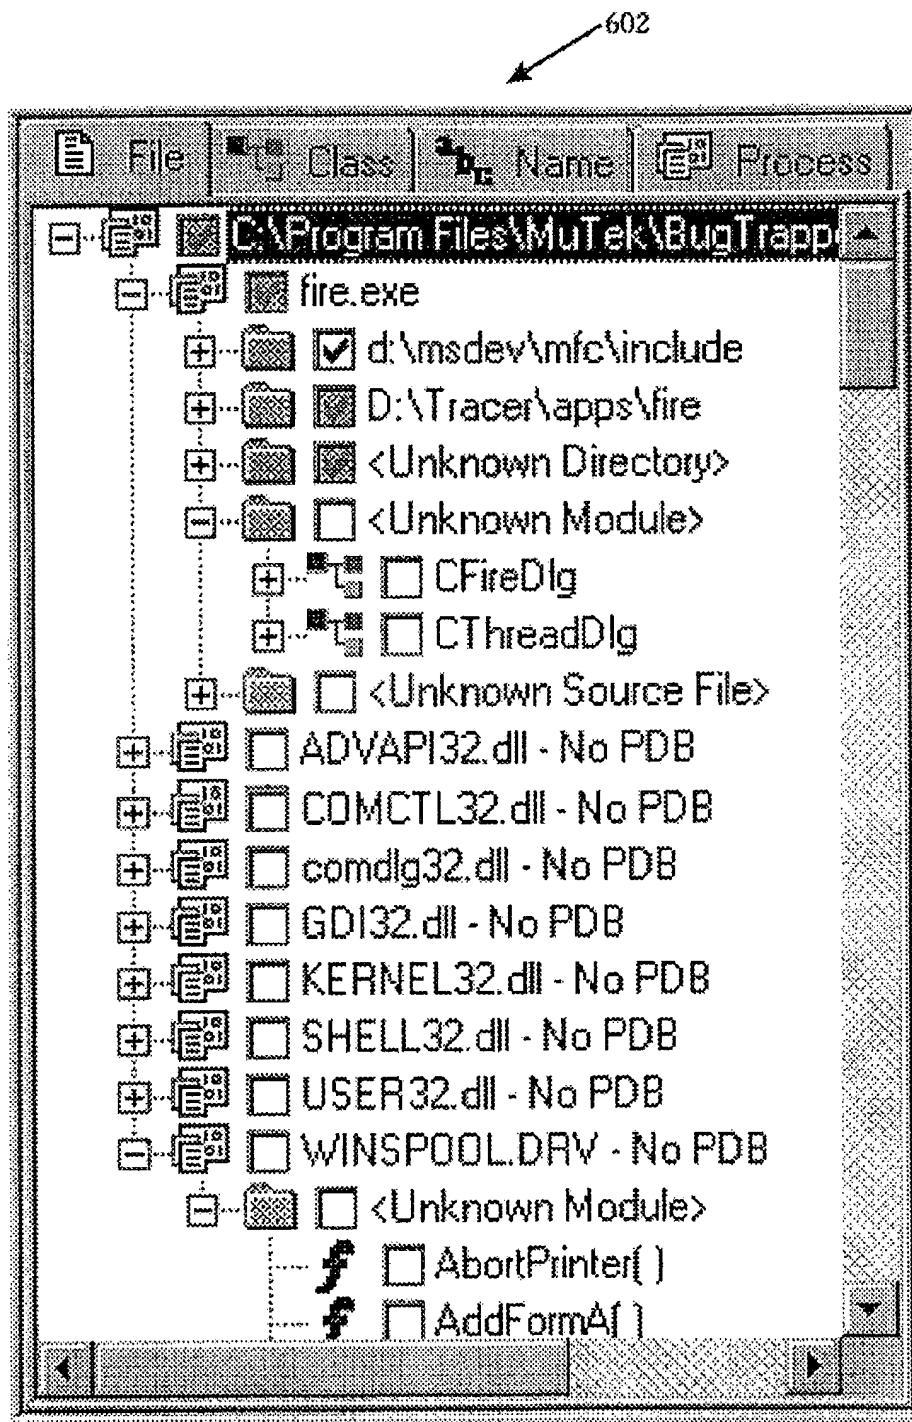 602
File Class Name Process
C:\Program Files\MuTek\BugTrappe
fire.exe
d:\msdev\mfc\include
D:\Tracer\apps\fire
<Unknown Directory>
<Unknown Module>
CFireDlg
CThreadDlg
<Unknown Source File>
ADVAPI32.dll - No PDB
COMCTL32.dll - No PDB
comdlg32.dll - No PDB
GDI32.dll - No PDB
KERNEL32.dll - No PDB
SHELL32.dll - No PDB
USER32.dll - No PDB
WINSPOOL.DRV - No PDB
<Unknown Module>
AbortPrinter( )
AddFormA( )